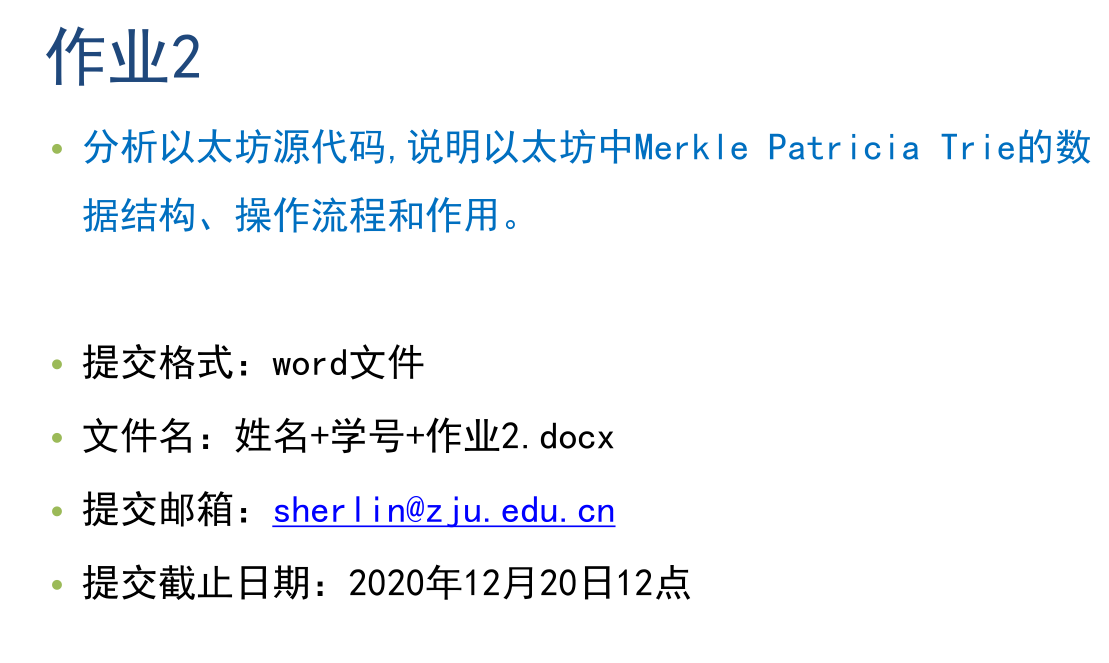 作业2
• 分析以太坊源代码,说明以太坊中Merkle Patricia Trie的数
据结构、操作流程和作用。
• 提交格式：word文件
• 文件名：姓名+学号+作业2.docx
• 提交邮箱：sherlin@zju.edu.cn
• 提交截止日期：2020年12月20日12点